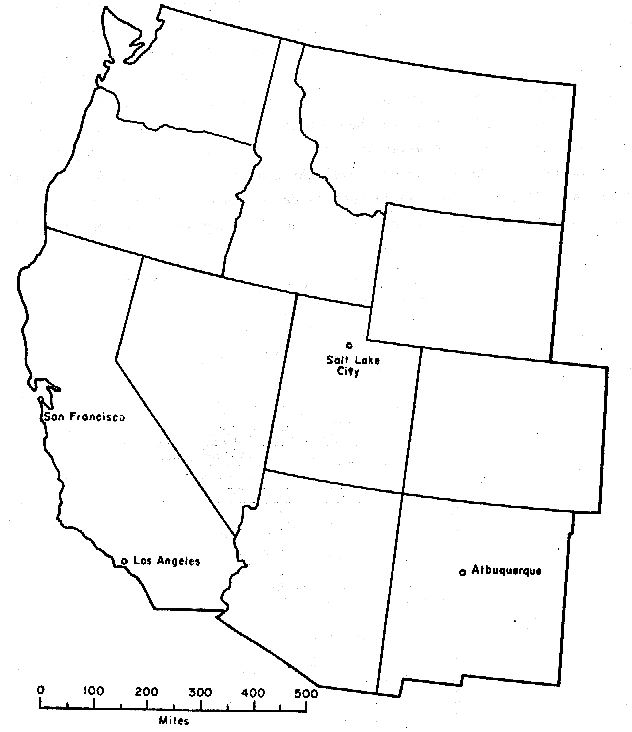 Salt Lake
City
San Francisco
Los Angeles
Albuquerque
0 100 200 300 400 500
Miles